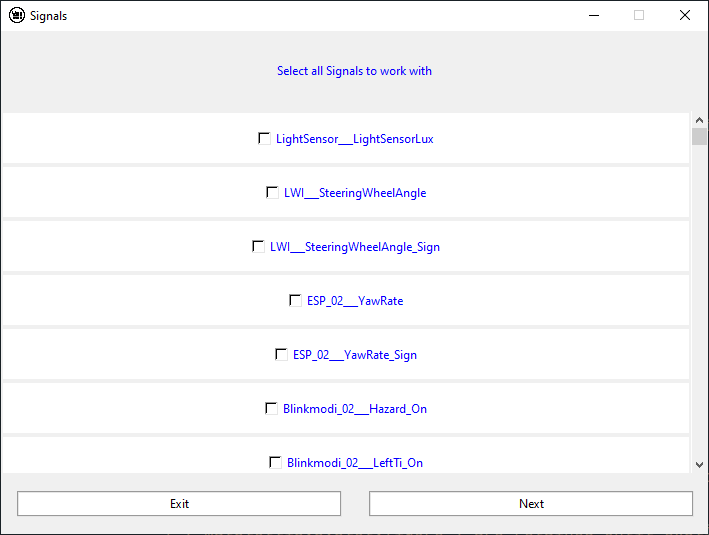 Signals
Select all Signals to work with
LightSensor___LightSensorLux
LWI___SteeringWheelAngle
LWI___SteeringWheelAngle_Sign
ESP_02___YawRate
ESP_02___YawRate_Sign
Blinkmodi_02___Hazard_On
Blinkmodi_02___LeftTi_On
Exit Next